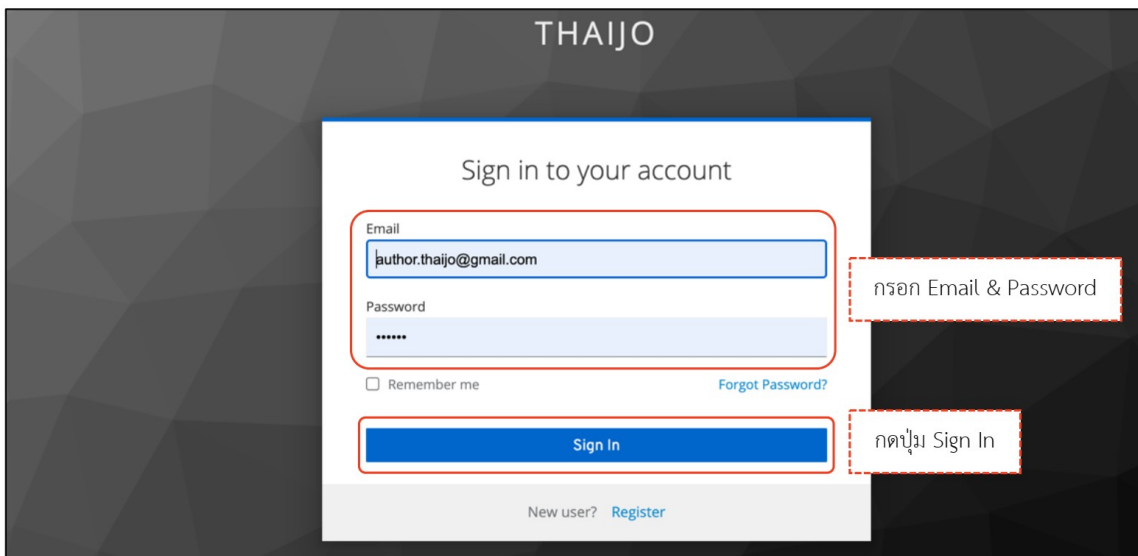 THAIJO
Sign in to your account
Email
author.thaijo@gmail.com
กรอก Email & Password
Password
••••••
Remember me
Forgot Password?
Sign In
กดปุ่ม Sign In
New user? Register